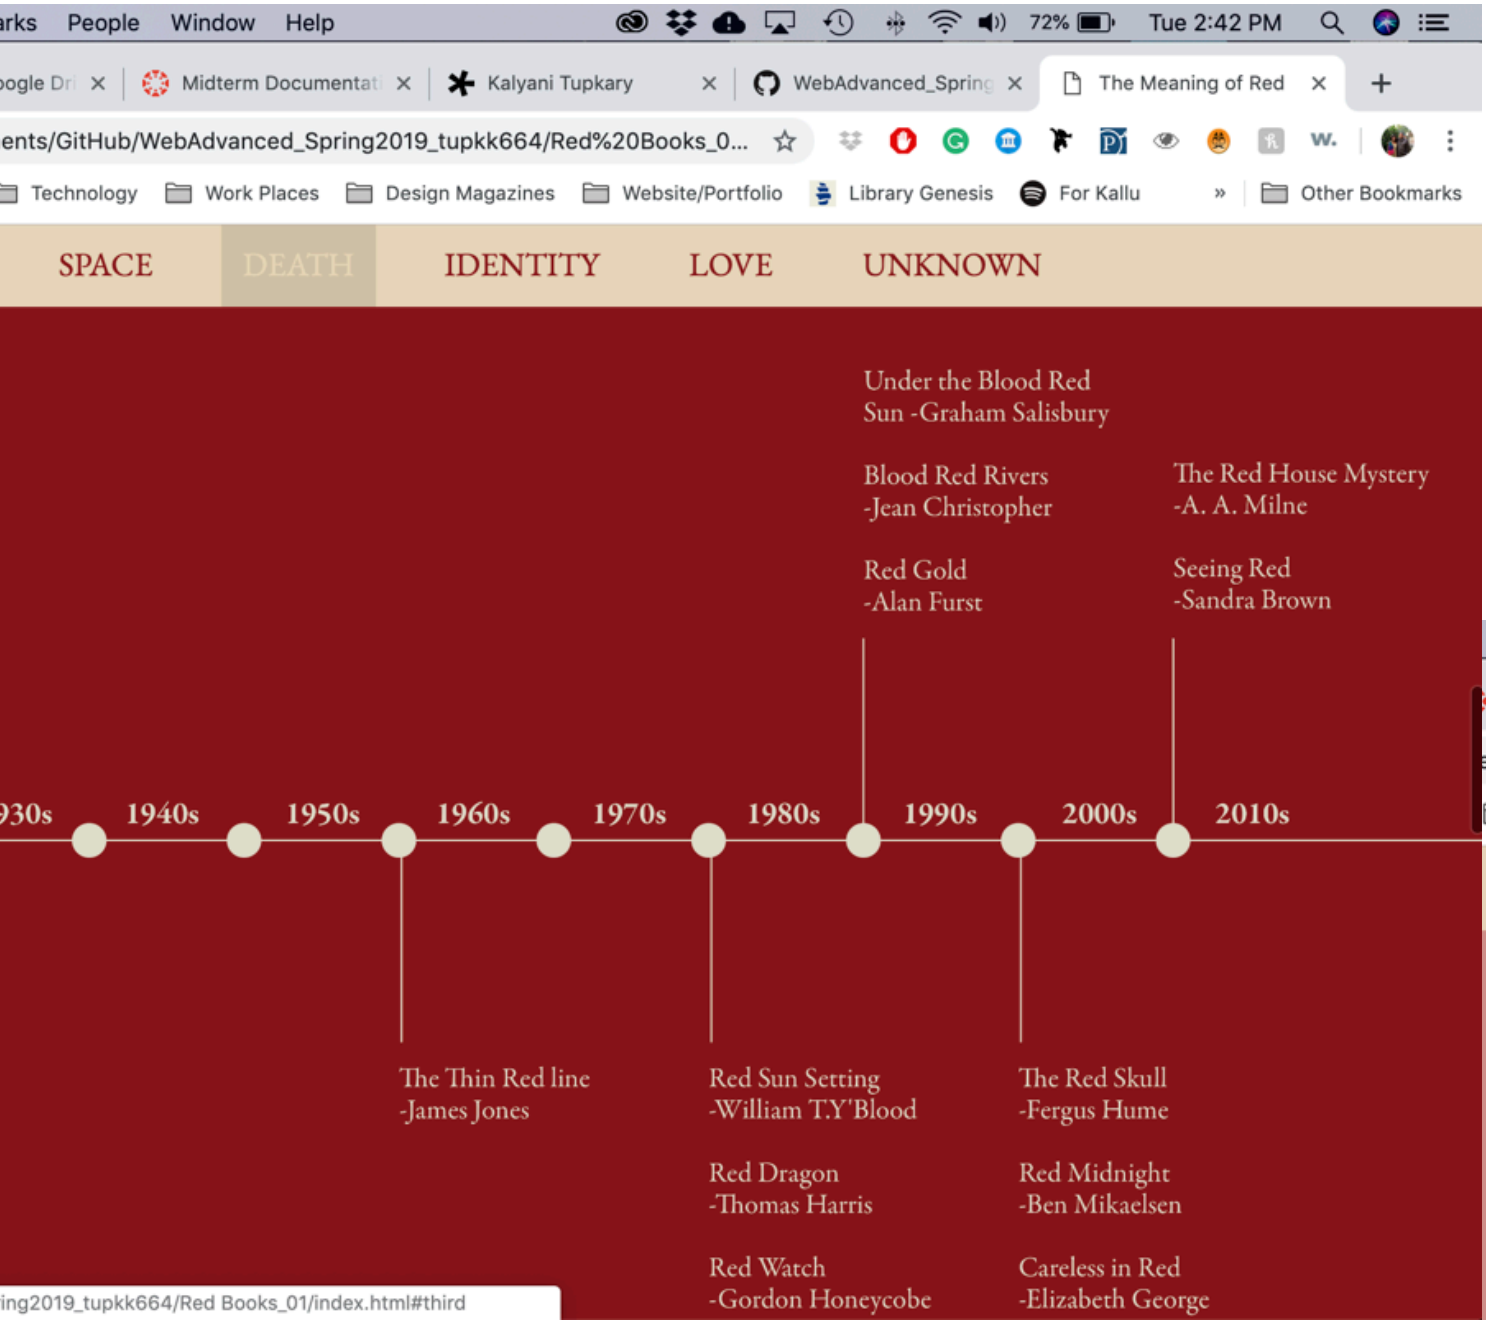 arks People Window Help 72% Tue 2:42 PM
oogle Dri Midterm Documentati Kalyani Tupkary WebAdvanced_Spring The Meaning of Red
ents/GitHub/WebAdvanced_Spring2019_tupkk664/Red%20Books_0...
Technology Work Places Design Magazines Website/Portfolio Library Genesis For Kallu » Other Bookmarks
SPACE DEATH IDENTITY LOVE UNKNOWN
Under the Blood Red
Sun -Graham Salisbury
Blood Red Rivers
-Jean Christopher
Red Gold
-Alan Furst
The Red House Mystery
-A. A. Milne
Seeing Red
-Sandra Brown
930s 1940s 1950s 1960s 1970s 1980s 1990s 2000s 2010s
The Thin Red line
-James Jones
Red Sun Setting
-William T.Y'Blood
Red Dragon
-Thomas Harris
Red Watch
-Gordon Honeycobe
The Red Skull
-Fergus Hume
Red Midnight
-Ben Mikaelsen
Careless in Red
-Elizabeth George
ing2019_tupkk664/Red Books_01/index.html#third